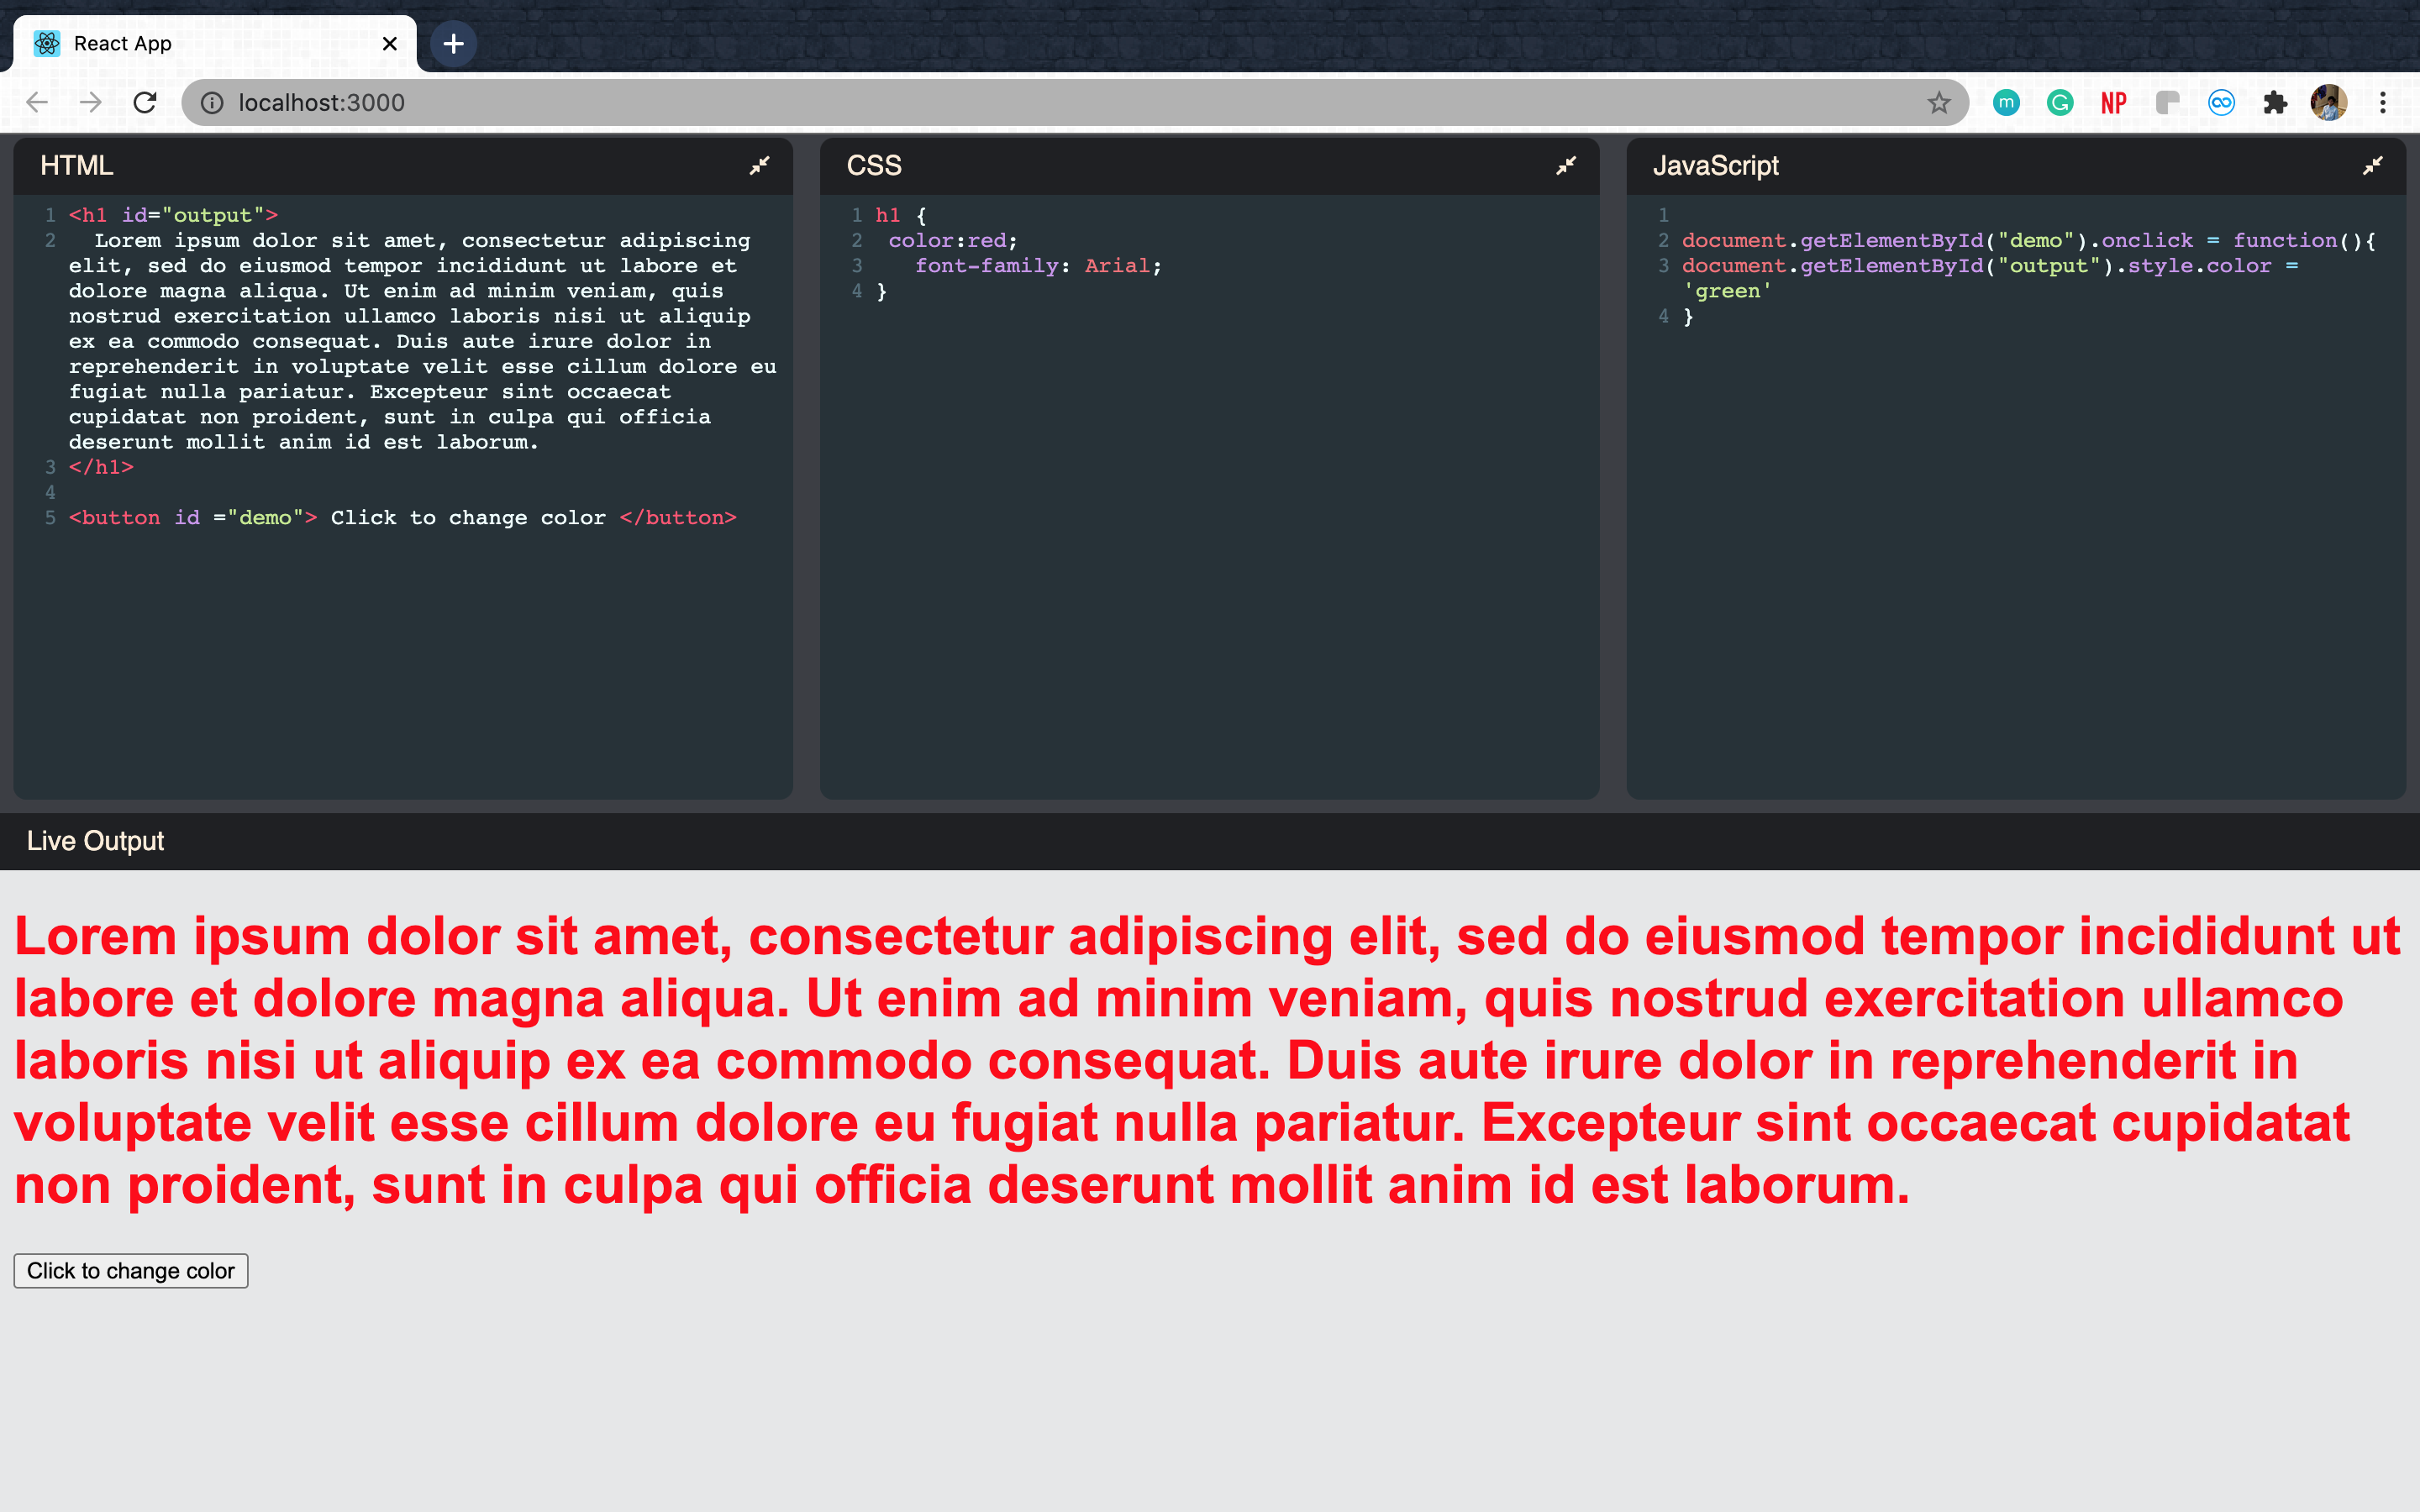 React App
localhost:3000
m
G
NP
HTML
1 <h1 id="output">
2   Lorem ipsum dolor sit amet, consectetur adipiscing
elit, sed do eiusmod tempor incididunt ut labore et
dolore magna aliqua. Ut enim ad minim veniam, quis
nostrud exercitation ullamco laboris nisi ut aliquip
ex ea commodo consequat. Duis aute irure dolor in
reprehenderit in voluptate velit esse cillum dolore eu
fugiat nulla pariatur. Excepteur sint occaecat
cupidatat non proident, sunt in culpa qui officia
deserunt mollit anim id est laborum.
3 </h1>
4
5 <button id ="demo"> Click to change color </button>
CSS
1 h1 {
2  color:red;
3    font-family: Arial;
4 }
JavaScript
1
2 document.getElementById("demo").onclick = function(){
3 document.getElementById("output").style.color =
'green'
4 }
Live Output
Lorem ipsum dolor sit amet, consectetur adipiscing elit, sed do eiusmod tempor incididunt ut
labore et dolore magna aliqua. Ut enim ad minim veniam, quis nostrud exercitation ullamco
laboris nisi ut aliquip ex ea commodo consequat. Duis aute irure dolor in reprehenderit in
voluptate velit esse cillum dolore eu fugiat nulla pariatur. Excepteur sint occaecat cupidatat
non proident, sunt in culpa qui officia deserunt mollit anim id est laborum.
Click to change color